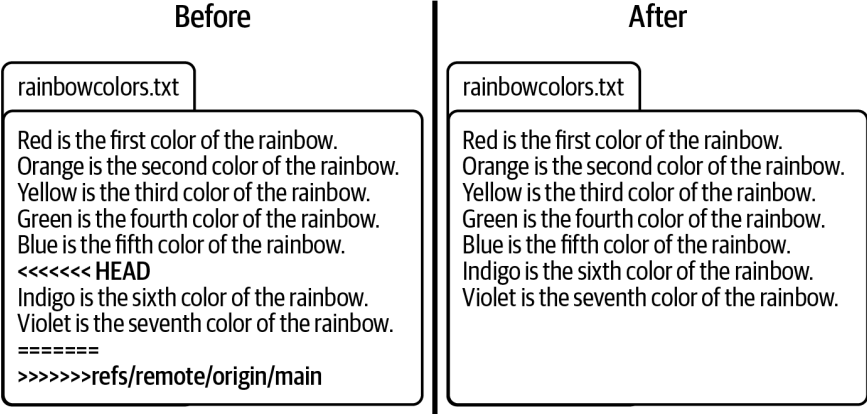 Before
rainbowcolors.txt
Red is the first color of the rainbow.
Orange is the second color of the rainbow.
Yellow is the third color of the rainbow.
Green is the fourth color of the rainbow.
Blue is the fifth color of the rainbow.
<<<<<<< HEAD
Indigo is the sixth color of the rainbow.
Violet is the seventh color of the rainbow.
=======
>>>>>>>refs/remote/origin/main
After
rainbowcolors.txt
Red is the first color of the rainbow.
Orange is the second color of the rainbow.
Yellow is the third color of the rainbow.
Green is the fourth color of the rainbow.
Blue is the fifth color of the rainbow.
Indigo is the sixth color of the rainbow.
Violet is the seventh color of the rainbow.